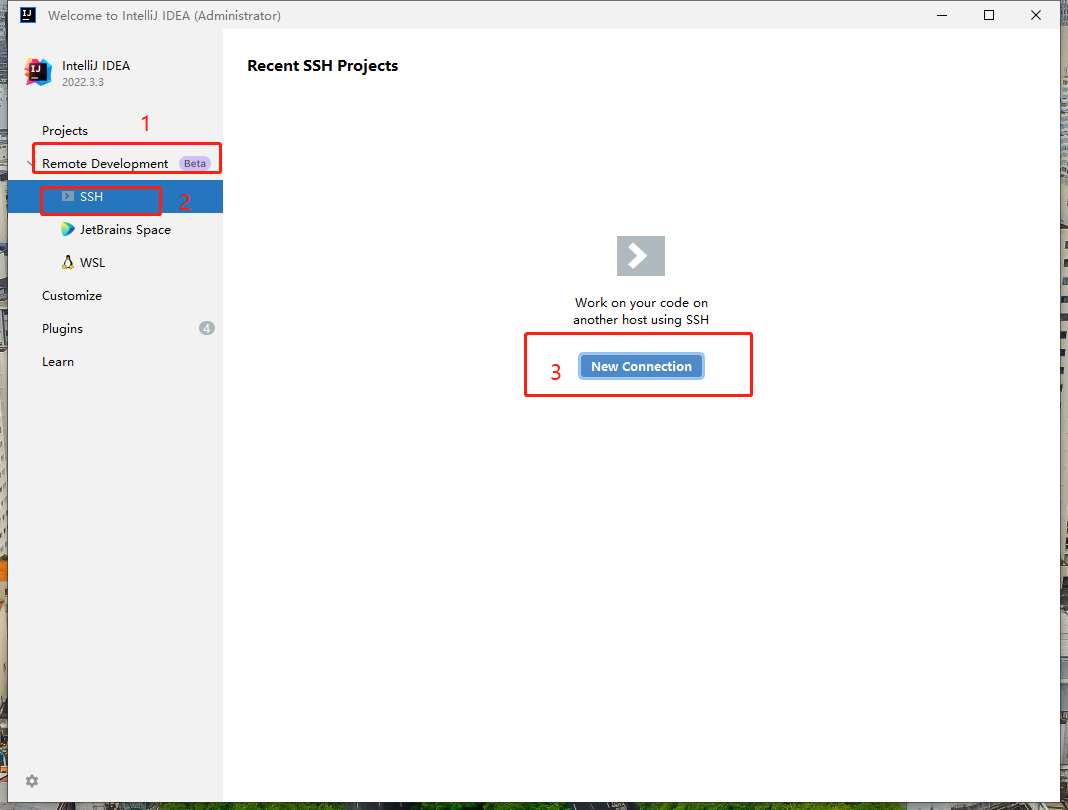 Welcome to IntelliJ IDEA (Administrator)
IntelliJ IDEA
2022.3.3
Projects
1
Remote Development Beta
SSH
2
JetBrains Space
WSL
Customize
Plugins 4
Learn
Recent SSH Projects
Work on your code on
another host using SSH
3 New Connection